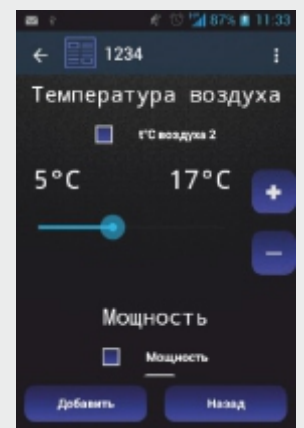 87% 11:33
1234
Температура воздуха
t°C воздуха 2
5°C 17°C
+
−
Мощность
Мощность
Добавить Назад